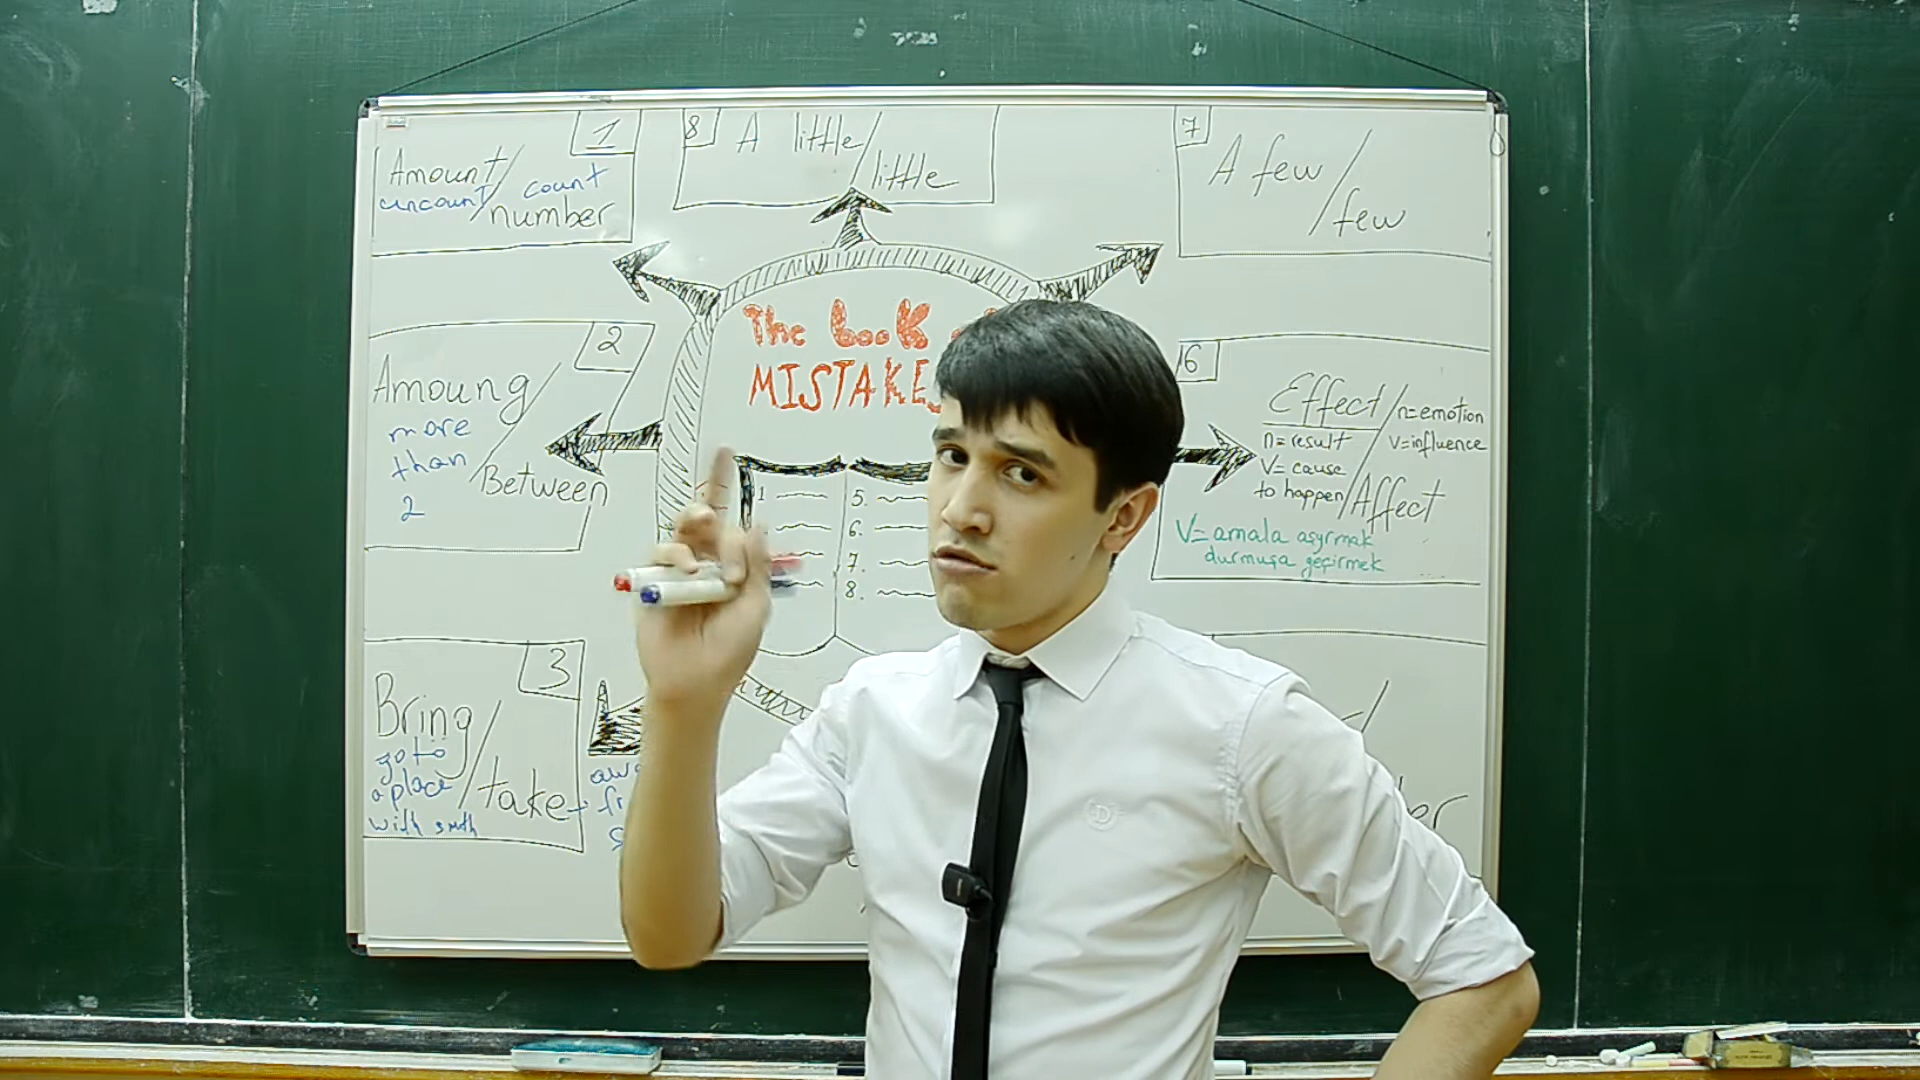 1
Amount/
uncount/ count
number
8
A little/
little
7
A few/
few
The book
MISTAKES
2
Amoung/
more
than
2
Between
6
Effect/
n=result
V= cause
to happen
n=emotion
v=influence
Affect
V=amala aşyrmak
durmuşa geçirmek
1
5.
6.
7.
8.
3
Bring/
go to
a place
with smth
take
D